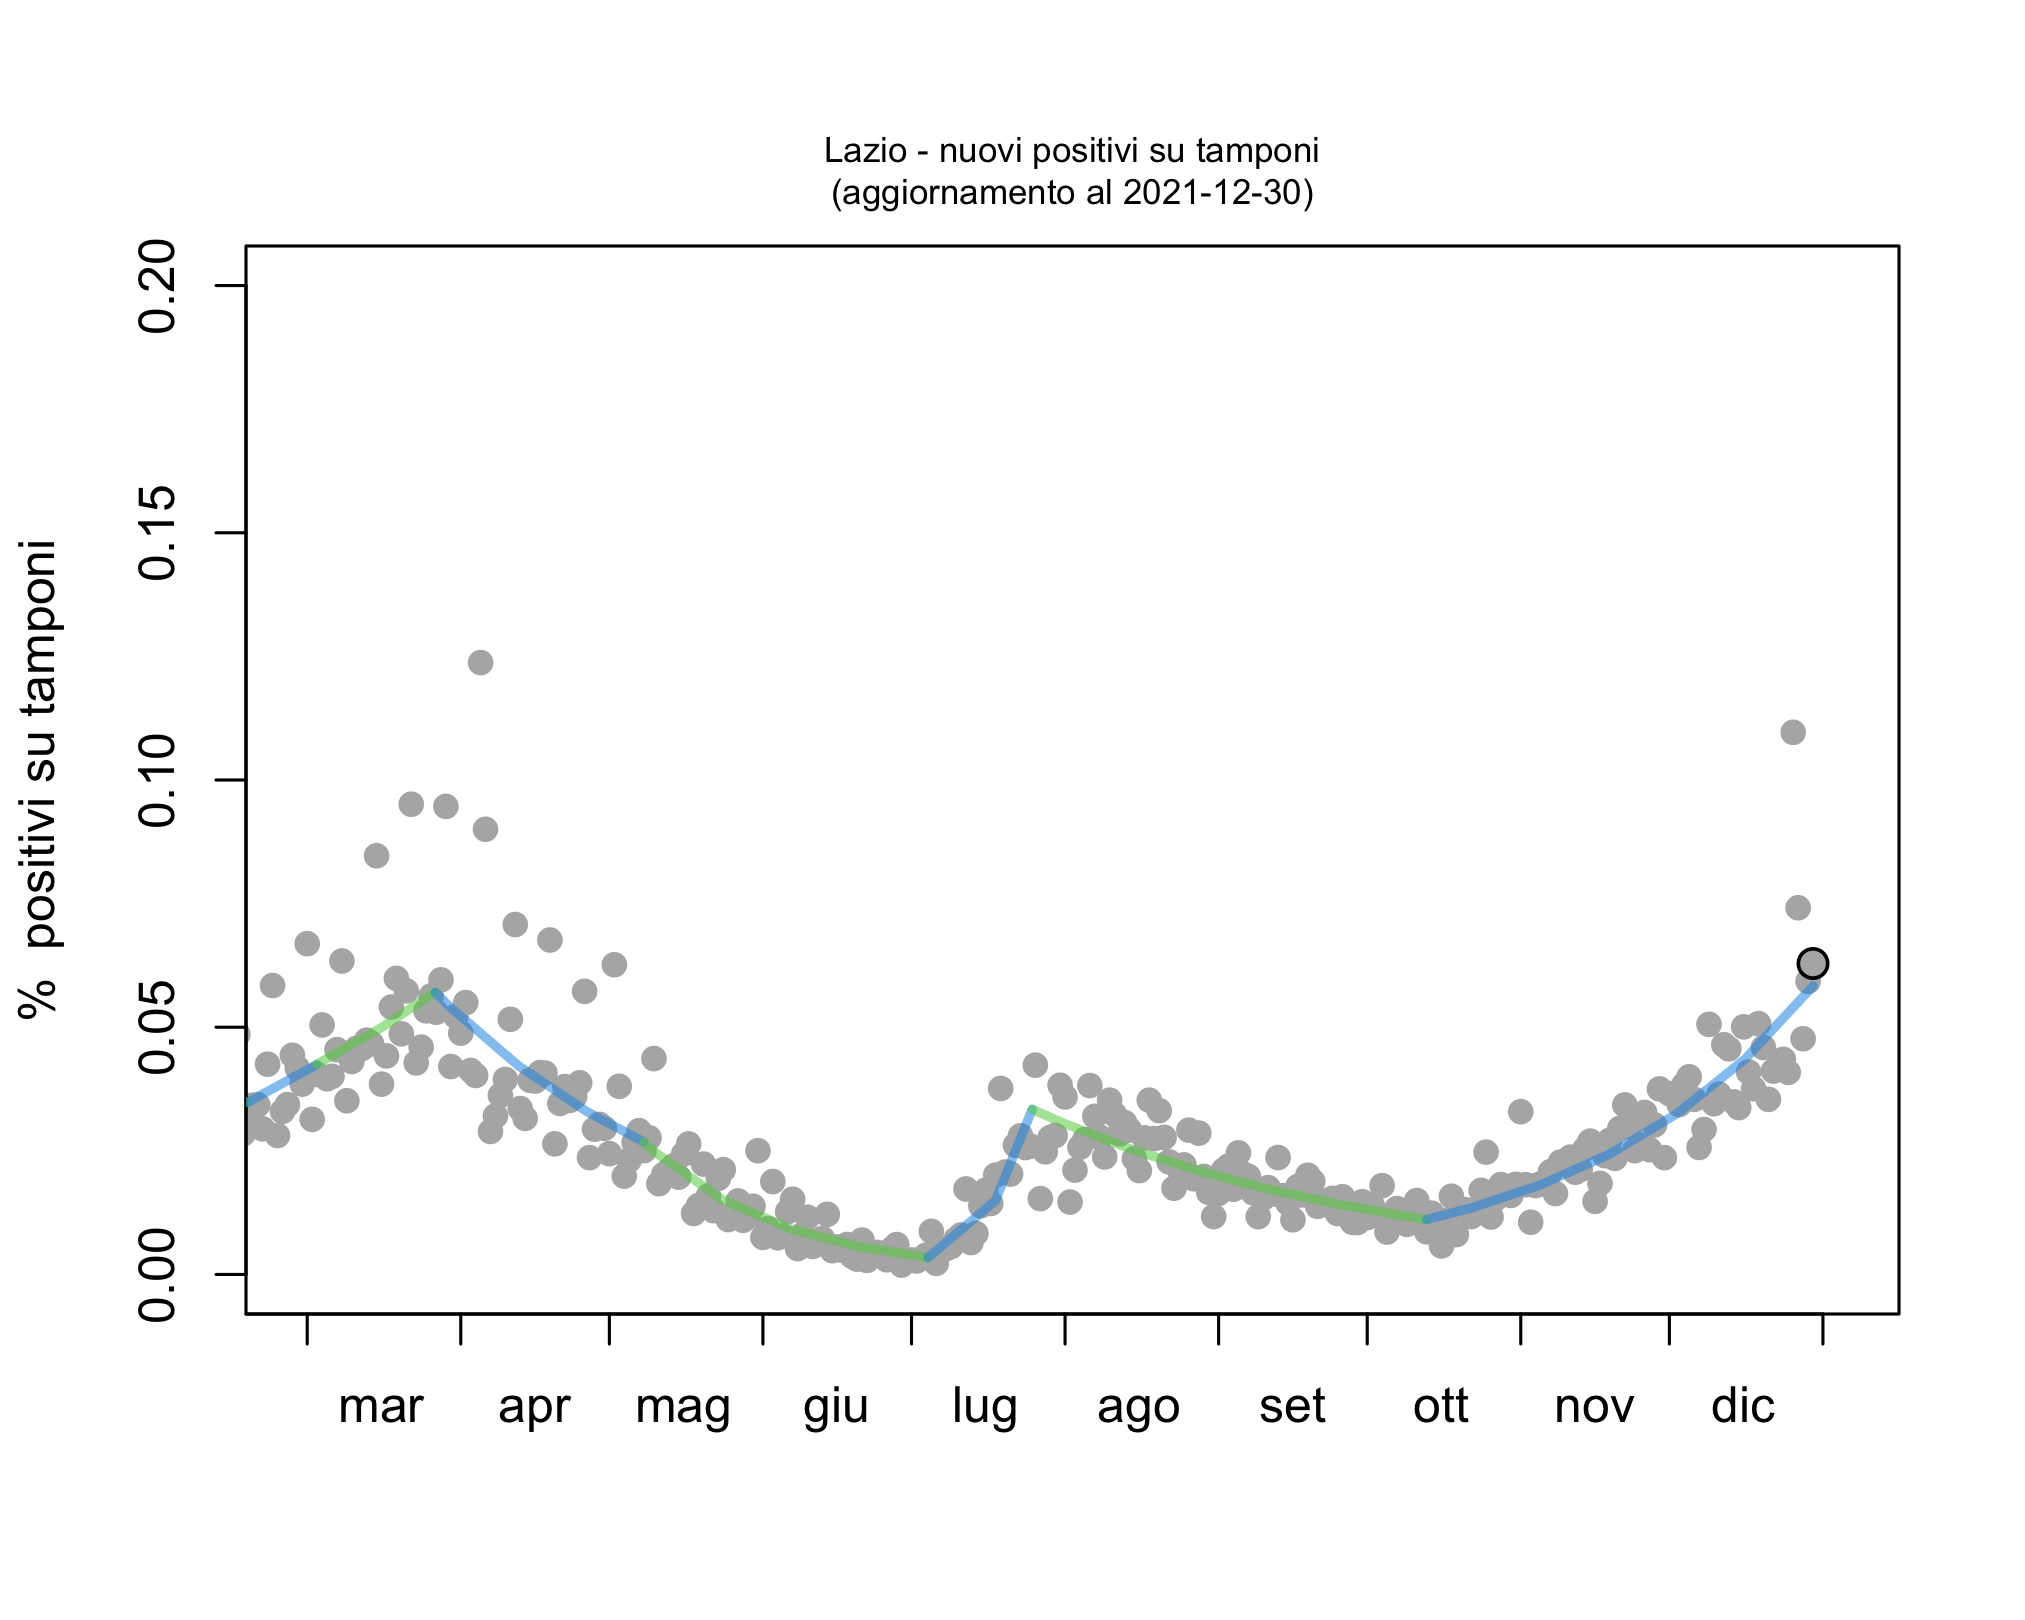 Lazio - nuovi positivi su tamponi
(aggiornamento al 2021-12-30)
% positivi su tamponi
0.20
0.15
0.10
0.05
0.00
mar apr mag giu lug ago set ott nov dic